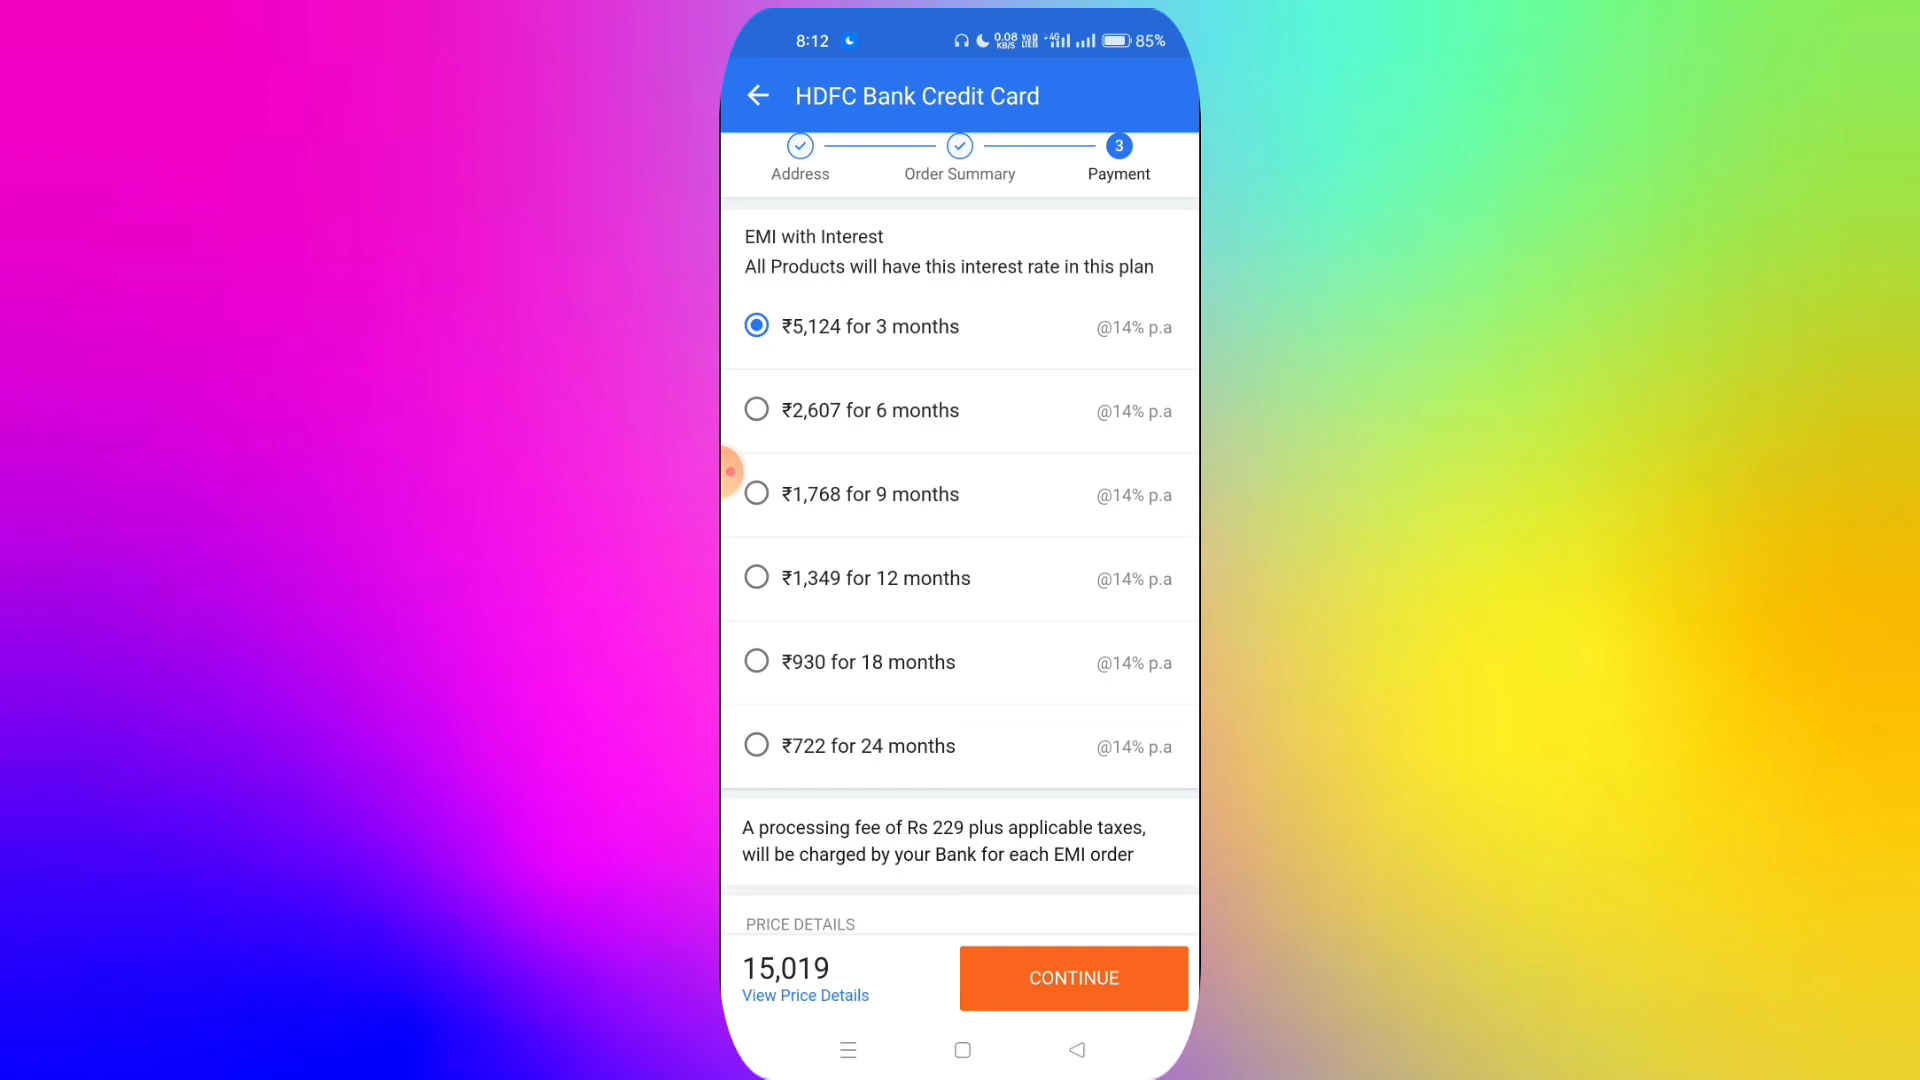 8:12 0.08 KB/S 4G 85%
HDFC Bank Credit Card
3
Address Order Summary Payment
EMI with Interest
All Products will have this interest rate in this plan
₹5,124 for 3 months @14% p.a
₹2,607 for 6 months @14% p.a
₹1,768 for 9 months @14% p.a
₹1,349 for 12 months @14% p.a
₹930 for 18 months @14% p.a
₹722 for 24 months @14% p.a
A processing fee of Rs 229 plus applicable taxes,
will be charged by your Bank for each EMI order
PRICE DETAILS
15,019
View Price Details
CONTINUE